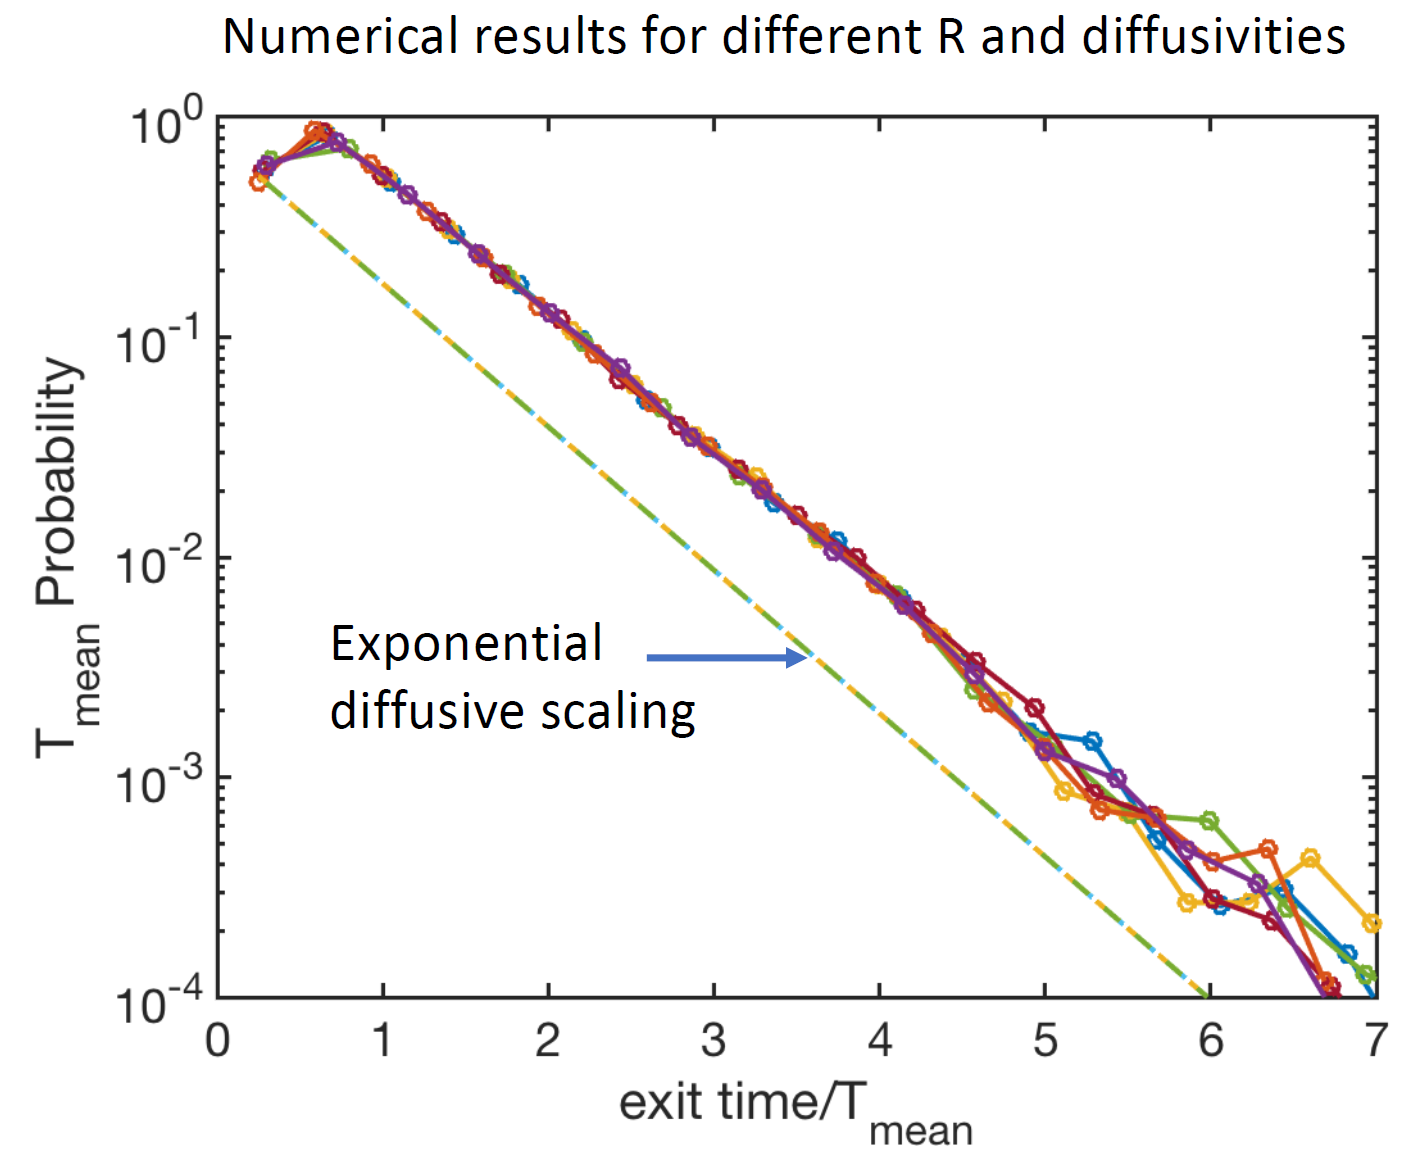 Numerical results for different R and diffusivities
10^0
10^-1
10^-2
10^-3
10^-4
T_mean Probability
Exponential
diffusive scaling
0 1 2 3 4 5 6 7
exit time/T_mean